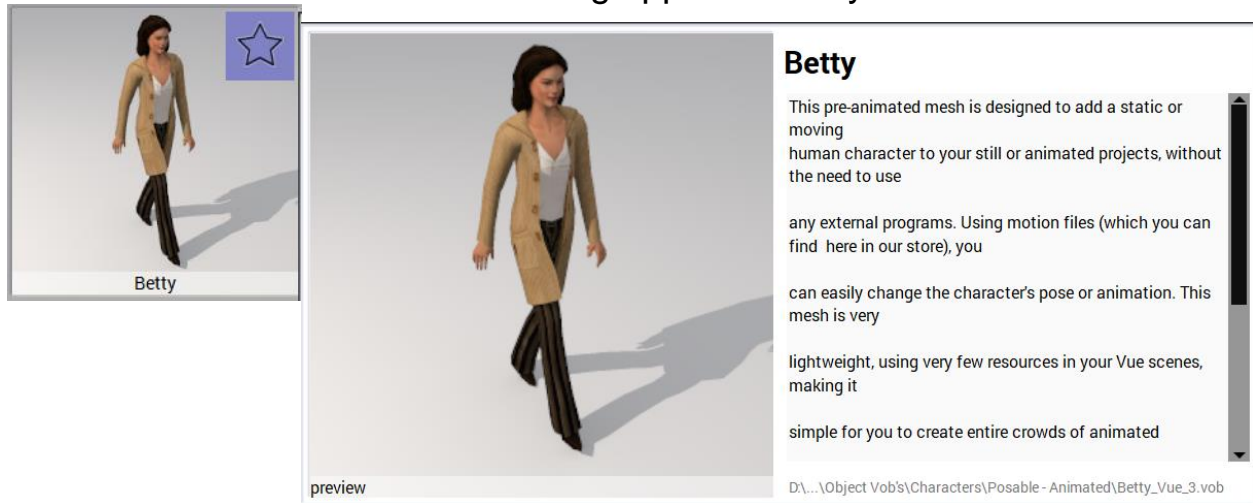 Betty
Betty
This pre-animated mesh is designed to add a static or
moving
human character to your still or animated projects, without
the need to use
any external programs. Using motion files (which you can
find  here in our store), you
can easily change the character's pose or animation. This
mesh is very
lightweight, using very few resources in your Vue scenes,
making it
simple for you to create entire crowds of animated
preview
D:\...\Object Vob's\Characters\Posable - Animated\Betty_Vue_3.vob